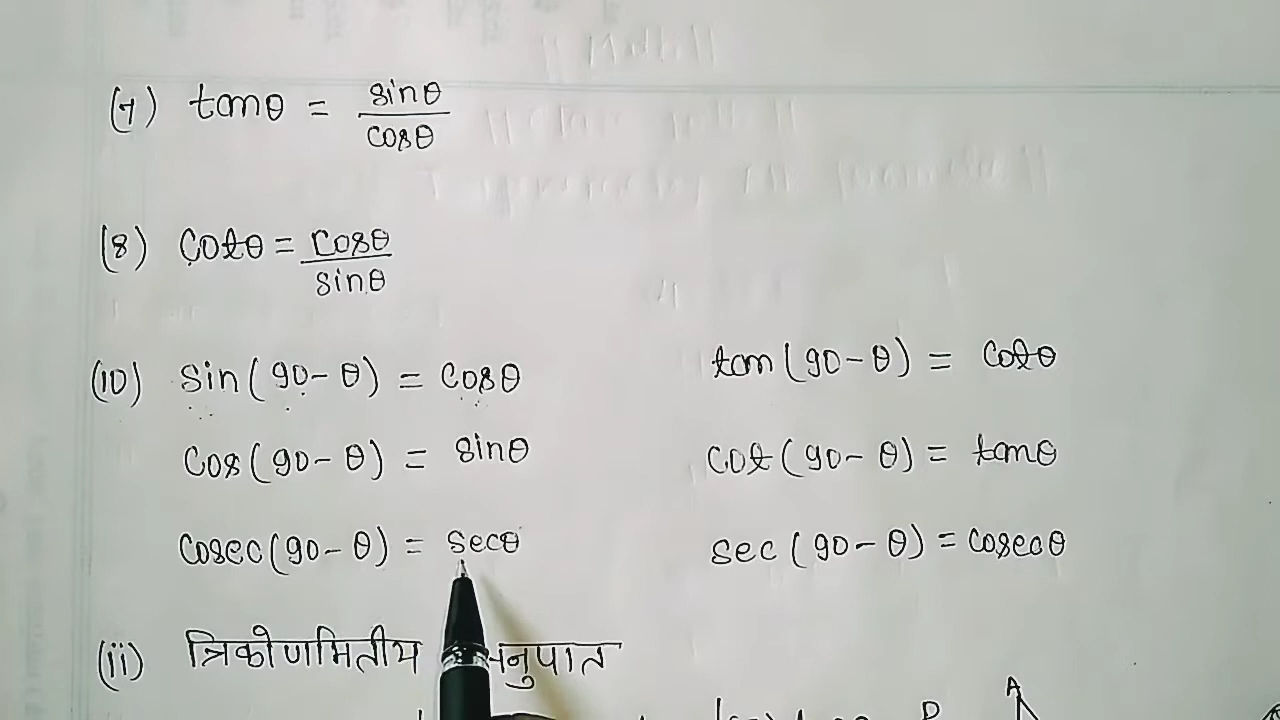 (7) tanθ = sinθ/cosθ
(8) cotθ = cosθ/sinθ
(10) sin(90-θ) = cosθ tan(90-θ) = cotθ
cos(90-θ) = sinθ cot(90-θ) = tanθ
cosec(90-θ) = secθ sec(90-θ) = cosecθ
(ii) त्रिकोणमितीय
D A